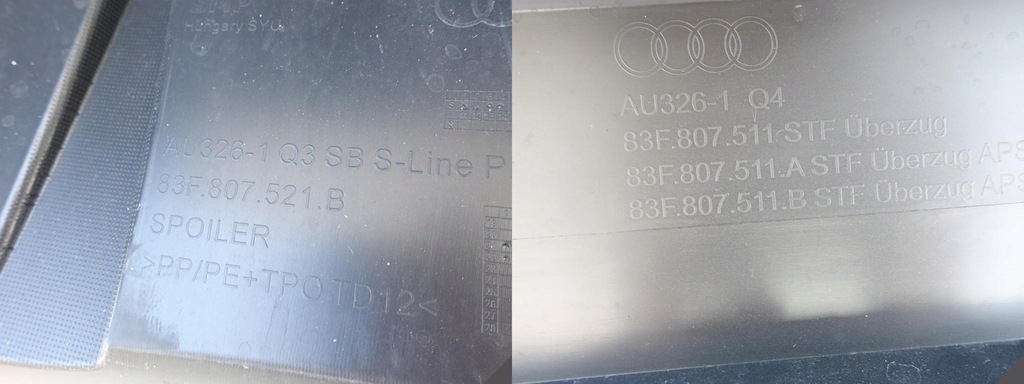 Hungary SYU
AU326-1 Q3 SB S-Line P
83F.807.521.B
SPOILER
>PP/PE+TPO TD12<
AU326-1 Q4
83F.807.511 STF Überzug
83F.807.511.A STF Überzug APS
83F.807.511.B STF Überzug APS